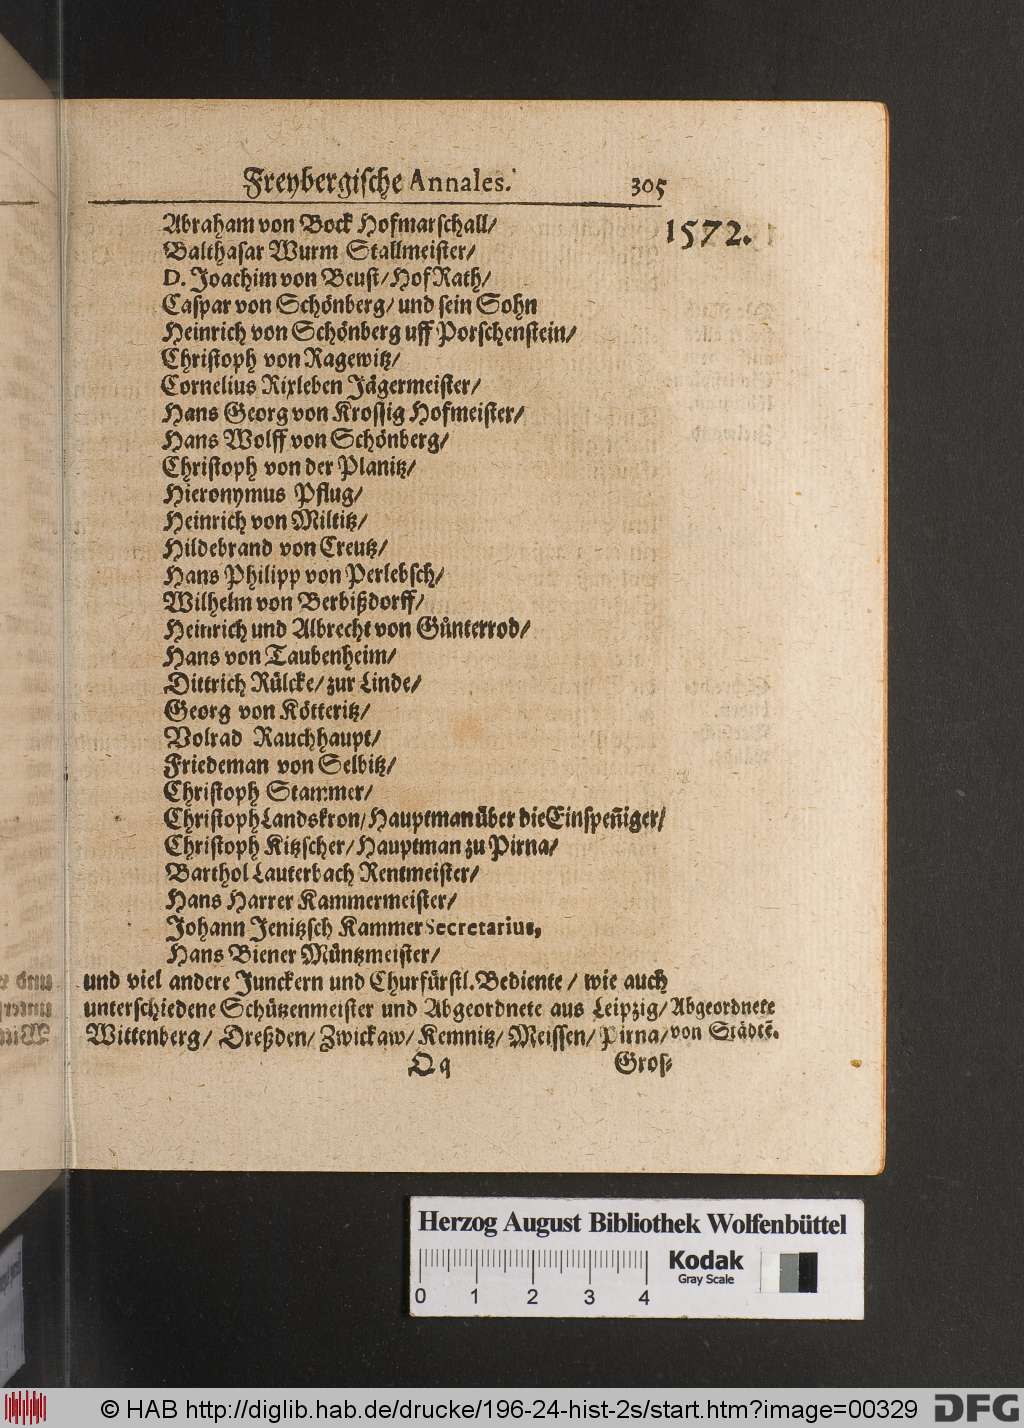 Freybergische Annales. 305
1572.
Abraham von Bock Hofmarschall/
Balthasar Wurm Stallmeister/
D. Joachim von Beust/ HofRath/
Caspar von Schönberg/ und sein Sohn
Heinrich von Schönberg uff Porschenstein/
Christoph von Ragewitz/
Cornelius Rixleben Jägermeister/
Hans Georg von Krossig Hofmeister/
Hans Wolff von Schönberg/
Christoph von der Planitz/
Hieronymus Pflug/
Heinrich von Miltitz/
Hildebrand von Creutz/
Hans Philipp von Perlebsch/
Wilhelm von Berbißdorff/
Heinrich und Albrecht von Günterrod/
Hans von Taubenheim/
Dittrich Rülcke/ zur Linde/
Georg von Kötteritz/
Volrad Rauchhaupt/
Friedeman von Selbitz/
Christoph Stammer/
Christoph Landskron/ Hauptman über die Einspeñiger/
Christoph Kitzscher/ Hauptman zu Pirna/
Barthol Lauterbach Rentmeister/
Hans Harrer Kammermeister/
Johann Jenitzsch Kammer Secretarius,
Hans Biener Müntzmeister/
und viel andere Junckern und Churfürstl. Bediente/ wie auch
unterschiedene Schützenmeister und Abgeordnete aus Leipzig/
Wittenberg/ Dreßden/ Zwickaw/ Kemnitz/ Meissen/ Pirna/
Abgeordnete
von Städtē.
Qq Gros-
Herzog August Bibliothek Wolfenbüttel
Kodak
Gray Scale
0 1 2 3 4
© HAB http://diglib.hab.de/drucke/196-24-hist-2s/start.htm?image=00329
DFG